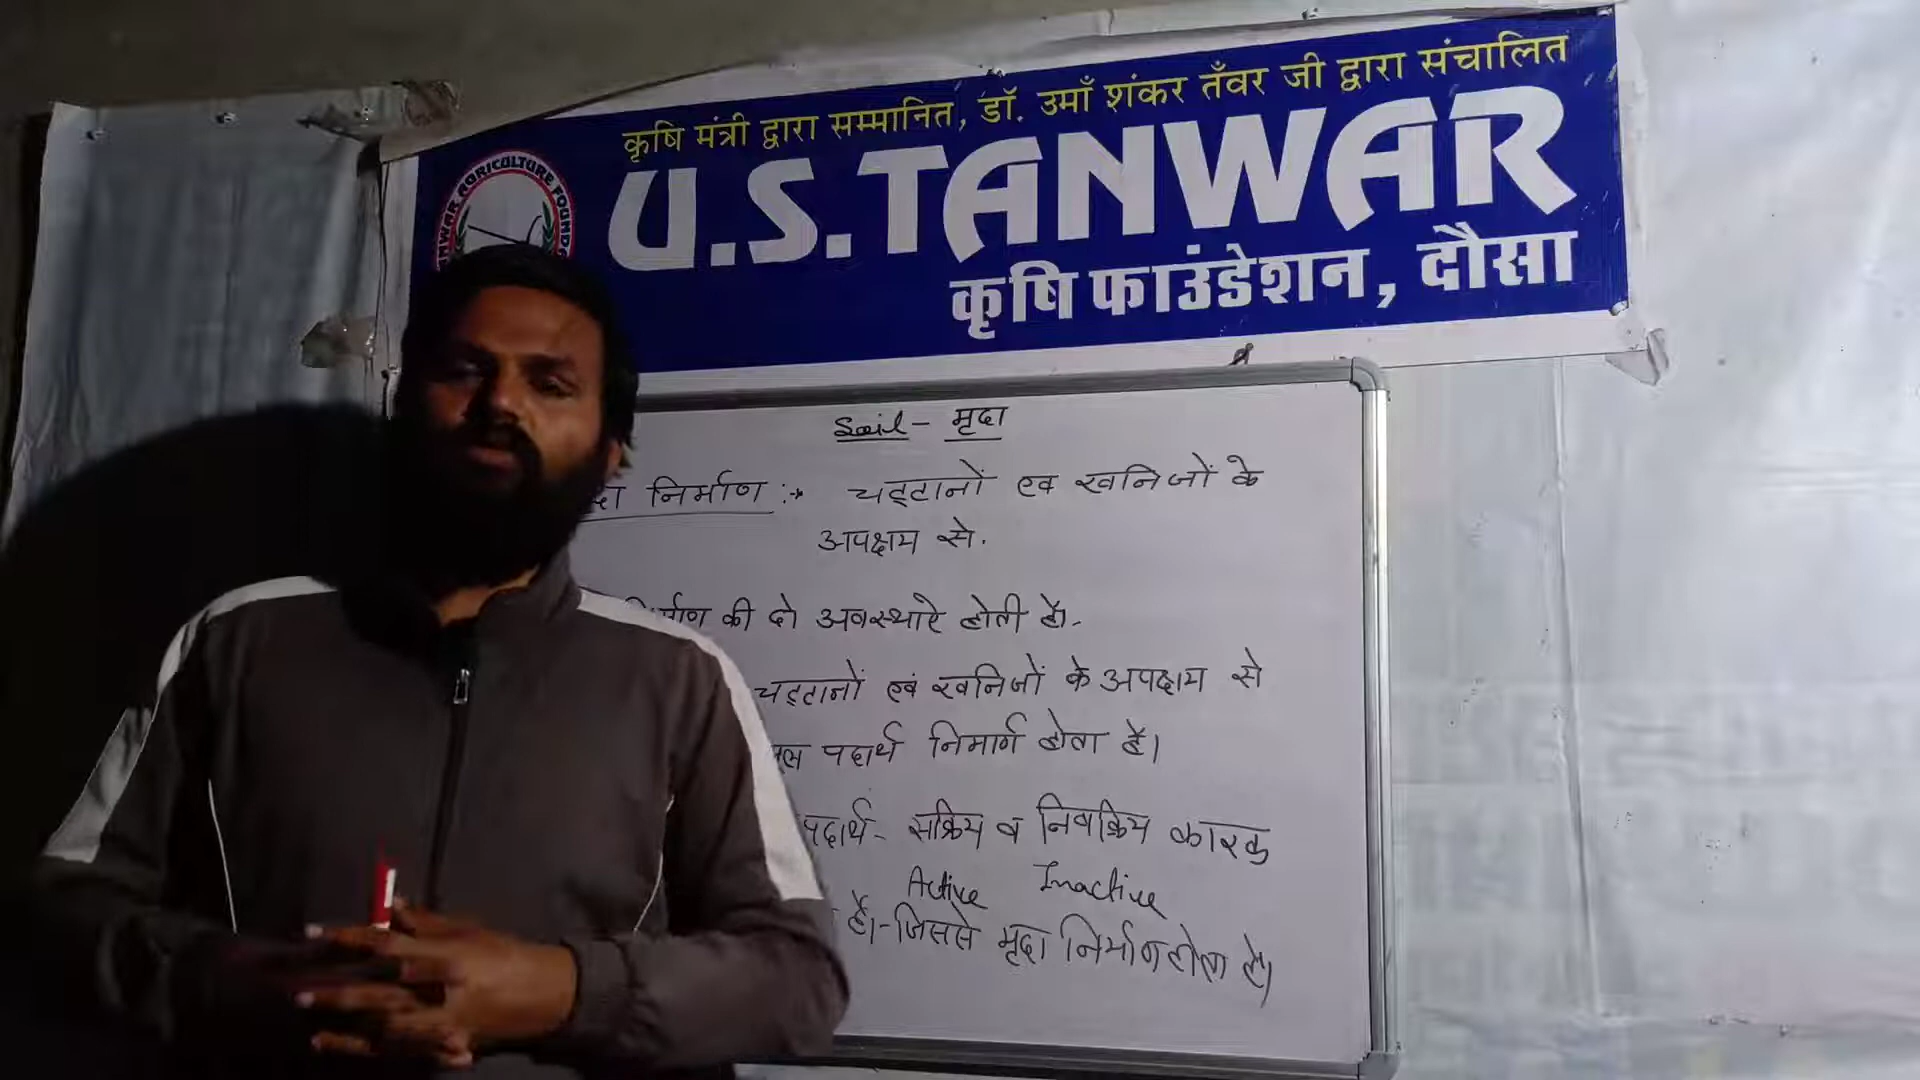 कृषि मंत्री द्वारा सम्मानित, डॉ. उमाँ शंकर तँवर जी द्वारा संचालित
U.S.TANWAR
कृषि फाउंडेशन, दौसा
AGRICULTURE
Soil - मृदा
निर्माण :→ चट्टानों एव खनिजों के
अपक्षय से.
की दो अवस्थाऐ होती है।-
चट्टानों एवं खनिजों के अपक्षय से
पदार्थ निमार्ण होता है।
पदार्थ - सक्रिय व निष्क्रिय कारक
Active Inactive
है।-जिससे मृदा निर्माण होता है।